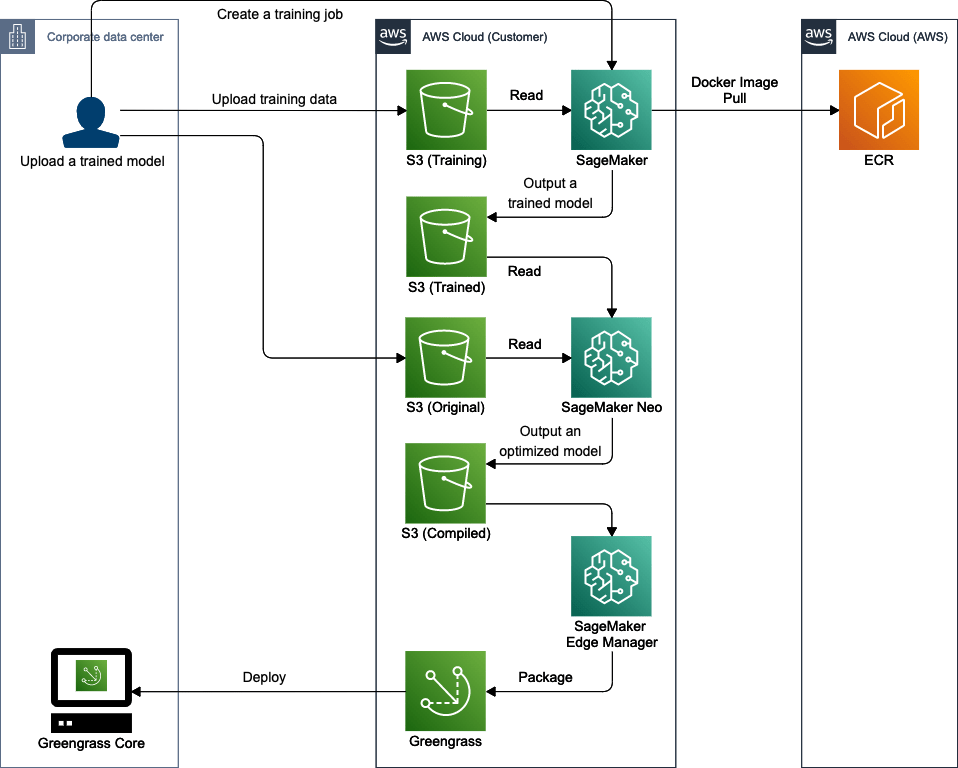 Create a training job
Corporate data center
aws
AWS Cloud (Customer)
aws
AWS Cloud (AWS)
Upload training data
Read
Docker Image
Pull
Upload a trained model
S3 (Training)
SageMaker
ECR
Output a
trained model
S3 (Trained)
Read
Read
S3 (Original)
SageMaker Neo
Output an
optimized model
S3 (Compiled)
SageMaker
Edge Manager
Deploy
Package
Greengrass Core
Greengrass